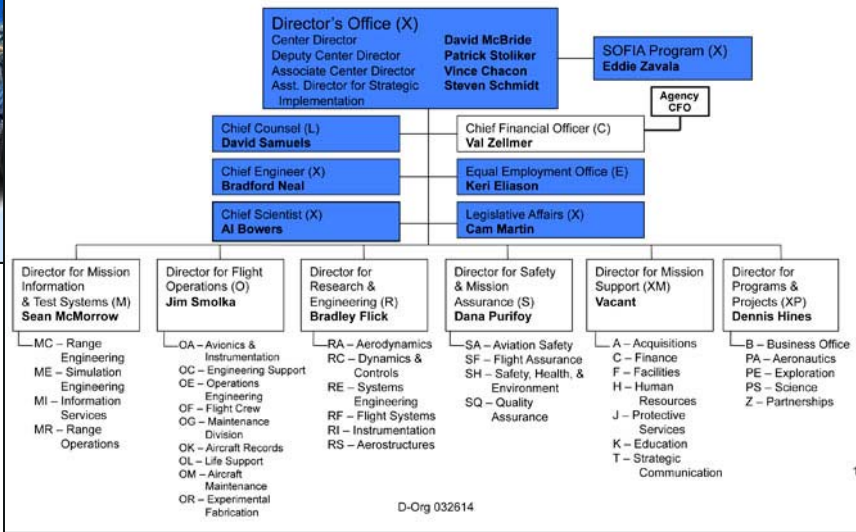 Director's Office (X)
Center Director David McBride
Deputy Center Director Patrick Stoliker
Associate Center Director Vince Chacon
Asst. Director for Strategic Steven Schmidt
Implementation
SOFIA Program (X)
Eddie Zavala
Agency
CFO
Chief Counsel (L)
David Samuels
Chief Financial Officer (C)
Val Zellmer
Chief Engineer (X)
Bradford Neal
Equal Employment Office (E)
Keri Eliason
Chief Scientist (X)
Al Bowers
Legislative Affairs (X)
Cam Martin
Director for Mission
Information
& Test Systems (M)
Sean McMorrow
MC – Range
Engineering
ME – Simulation
Engineering
MI – Information
Services
MR – Range
Operations
Director for Flight
Operations (O)
Jim Smolka
OA – Avionics &
Instrumentation
OC – Engineering Support
OE – Operations
Engineering
OF – Flight Crew
OG – Maintenance
Division
OK – Aircraft Records
OL – Life Support
OM – Aircraft
Maintenance
OR – Experimental
Fabrication
Director for
Research &
Engineering (R)
Bradley Flick
RA – Aerodynamics
RC – Dynamics &
Controls
RE – Systems
Engineering
RF – Flight Systems
RI – Instrumentation
RS – Aerostructures
Director for Safety
& Mission
Assurance (S)
Dana Purifoy
SA – Aviation Safety
SF – Flight Assurance
SH – Safety, Health, &
Environment
SQ – Quality
Assurance
Director for Mission
Support (XM)
Vacant
A – Acquisitions
C – Finance
F – Facilities
H – Human
Resources
J – Protective
Services
K – Education
T – Strategic
Communication
Director for
Programs &
Projects (XP)
Dennis Hines
B – Business Office
PA – Aeronautics
PE – Exploration
PS – Science
Z – Partnerships
D-Org 032614
1